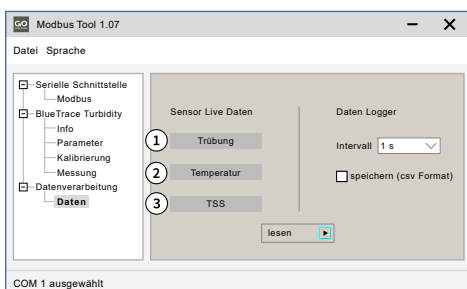 GO
Modbus Tool 1.07
Datei Sprache
Serielle Schnittstelle
Modbus
BlueTrace Turbidity
Info
Parameter
Kalibrierung
Messung
Datenverarbeitung
Daten
Sensor Live Daten
1 Trübung
2 Temperatur
3 TSS
Daten Logger
Intervall 1 s
speichern (csv Format)
lesen
COM 1 ausgewählt